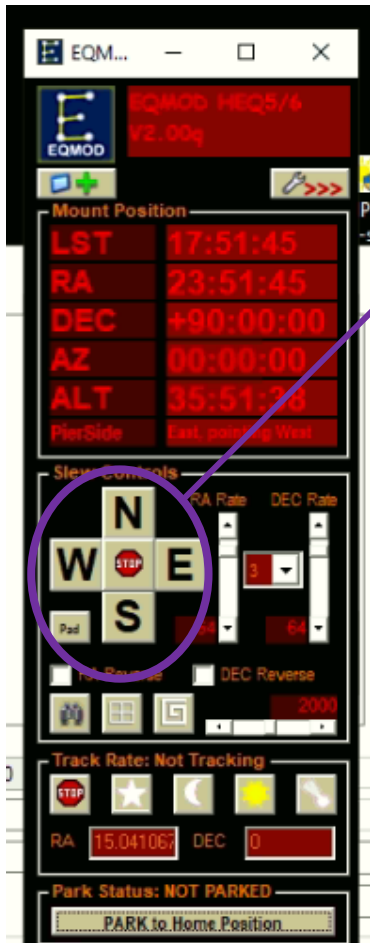 EQM...
EQMOD
EQMOD HEQ5/6
V2.00q
>>>
Mount Position
LST 17:51:45
RA 23:51:45
DEC +90:00:00
AZ 00:00:00
ALT 35:51:38
PierSide East, pointing West
Slew Controls
RA Rate DEC Rate
N
W STOP E
3
S
Pad
64 64
RA Reverse DEC Reverse
2000
Track Rate: Not Tracking
STOP
RA 15.041067 DEC 0
Park Status: NOT PARKED
PARK to Home Position